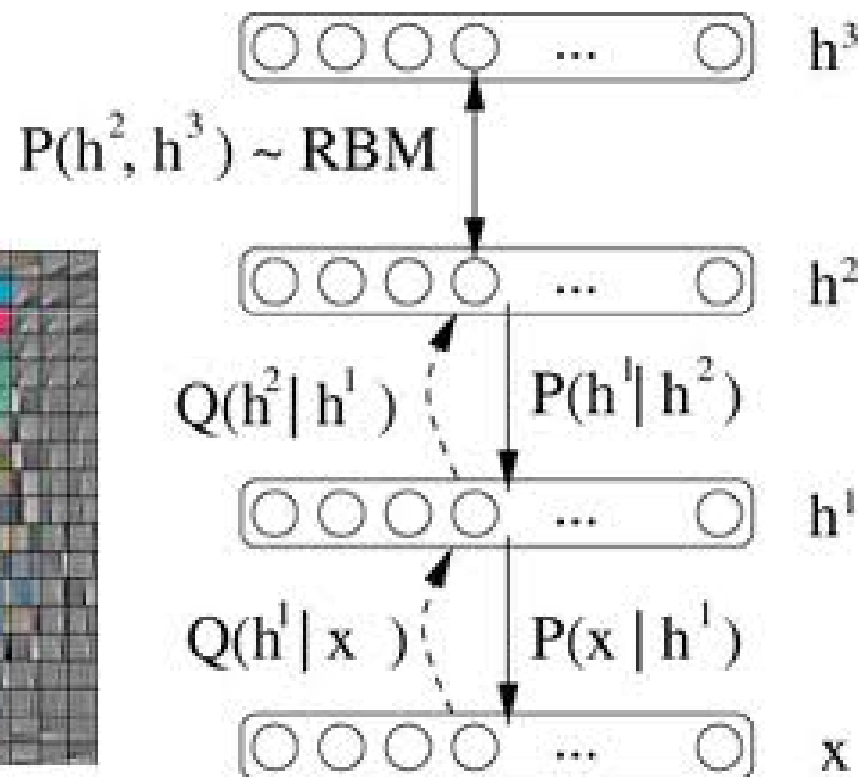 h³
P(h², h³) ~ RBM
...
h²
...
Q(h²| h¹ )
P(h¹| h²)
h¹
...
Q(h¹| x )
P(x | h¹)
x
...